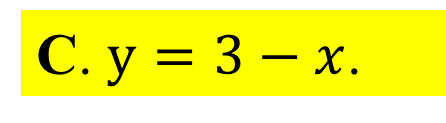 C. y = 3 − x.